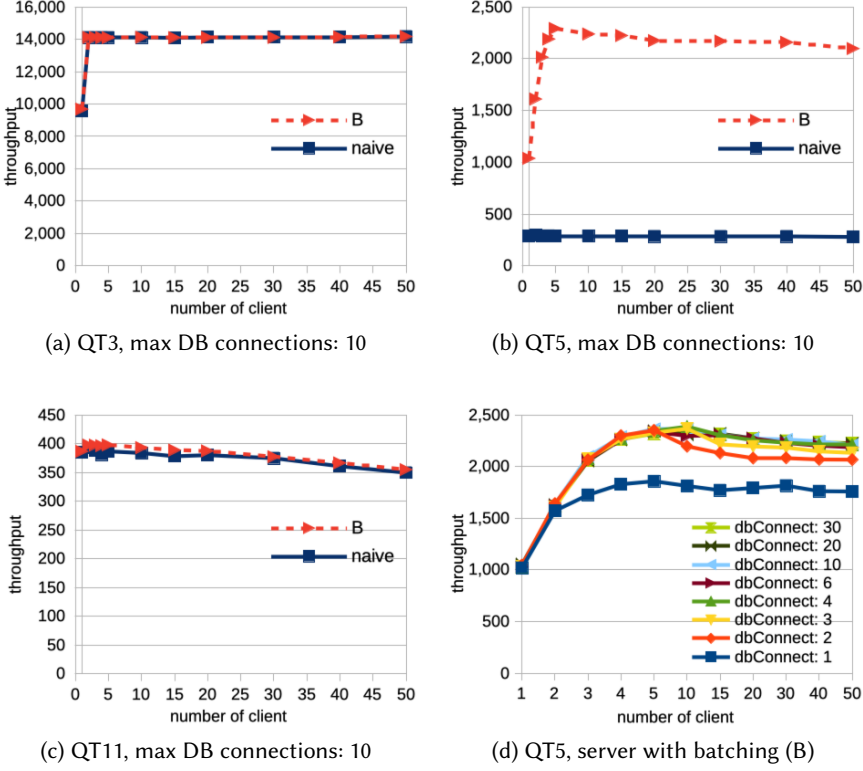 16,000
14,000
12,000
10,000
8,000
6,000
4,000
2,000
0
throughput
B
naive
0 5 10 15 20 25 30 35 40 45 50
number of client
(a) QT3, max DB connections: 10
2,500
2,000
1,500
1,000
500
0
throughput
B
naive
0 5 10 15 20 25 30 35 40 45 50
number of client
(b) QT5, max DB connections: 10
450
400
350
300
250
200
150
100
50
0
throughput
B
naive
0 5 10 15 20 25 30 35 40 45 50
number of client
(c) QT11, max DB connections: 10
2,500
2,000
1,500
1,000
500
0
throughput
dbConnect: 30
dbConnect: 20
dbConnect: 10
dbConnect: 6
dbConnect: 4
dbConnect: 3
dbConnect: 2
dbConnect: 1
1 2 3 4 5 10 15 20 30 40 50
number of client
(d) QT5, server with batching (B)